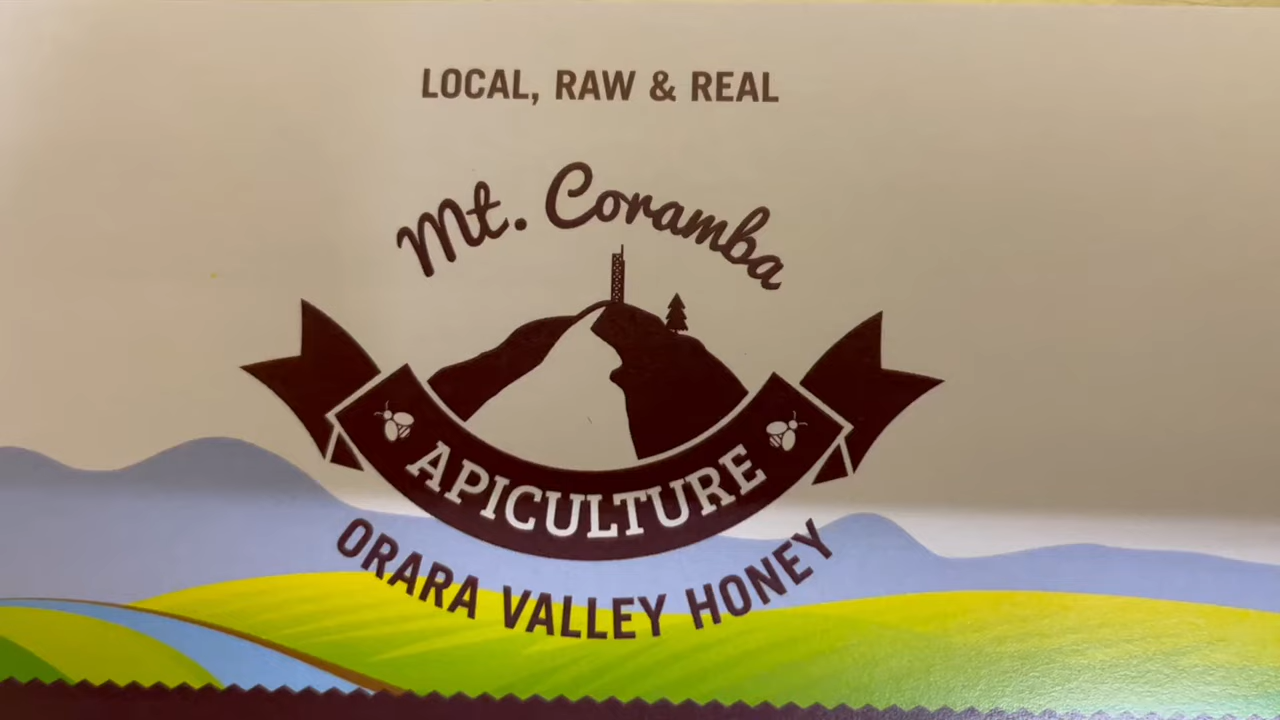 LOCAL, RAW & REAL
Mt. Coramba
APICULTURE
ORARA VALLEY HONEY